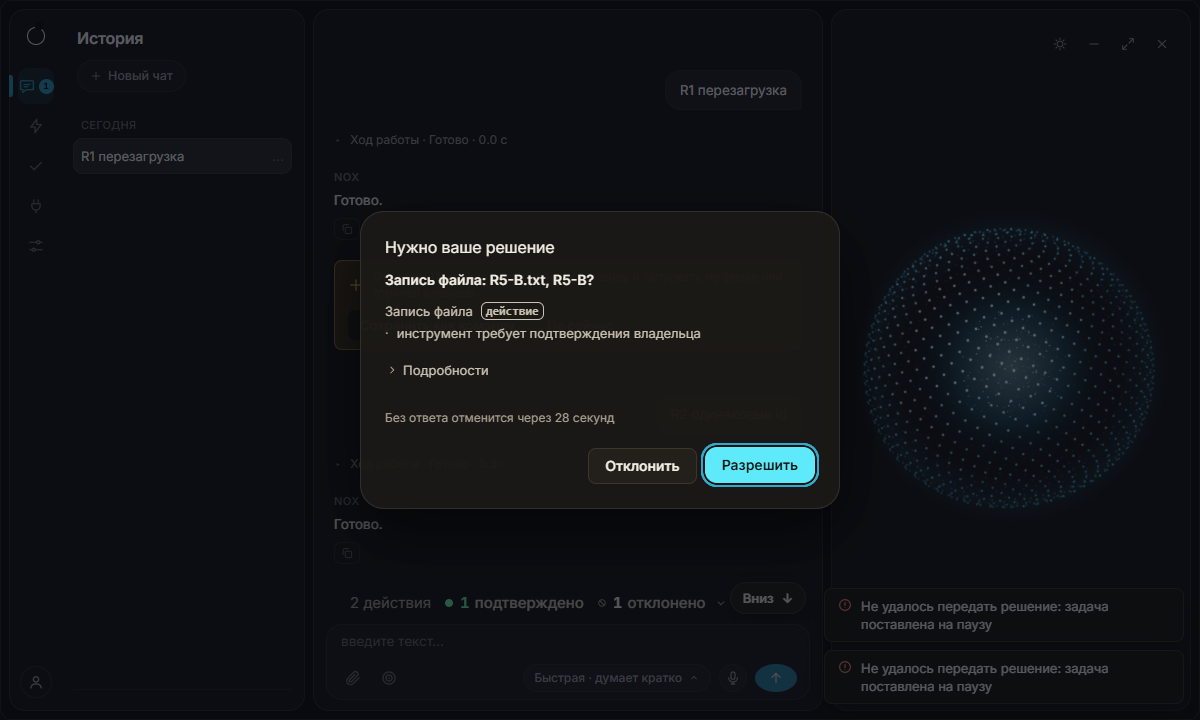 История
1
+ Новый чат
СЕГОДНЯ
R1 перезагрузка
...
R1 перезагрузка
· Ход работы · Готово · 0.0 с
NOX
Готово.
Нужно ваше решение
Запись файла: R5-B.txt, R5-B?
Запись файла действие
· инструмент требует подтверждения владельца
Подробности
Без ответа отменится через 28 секунд
Отклонить
Разрешить
NOX
Готово.
2 действия 1 подтверждено 1 отклонено
Вниз ↓
введите текст...
Быстрая · думает кратко
Не удалось передать решение: задача
поставлена на паузу
Не удалось передать решение: задача
поставлена на паузу